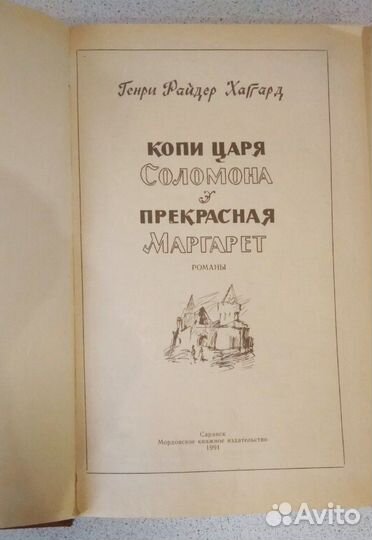 Генри Райдер Хаггард
КОПИ ЦАРЯ
СОЛОМОНА
ПРЕКРАСНАЯ
МАРГАРЕТ
РОМАНЫ
Саранск
Мордовское книжное издательство
1991
Avito